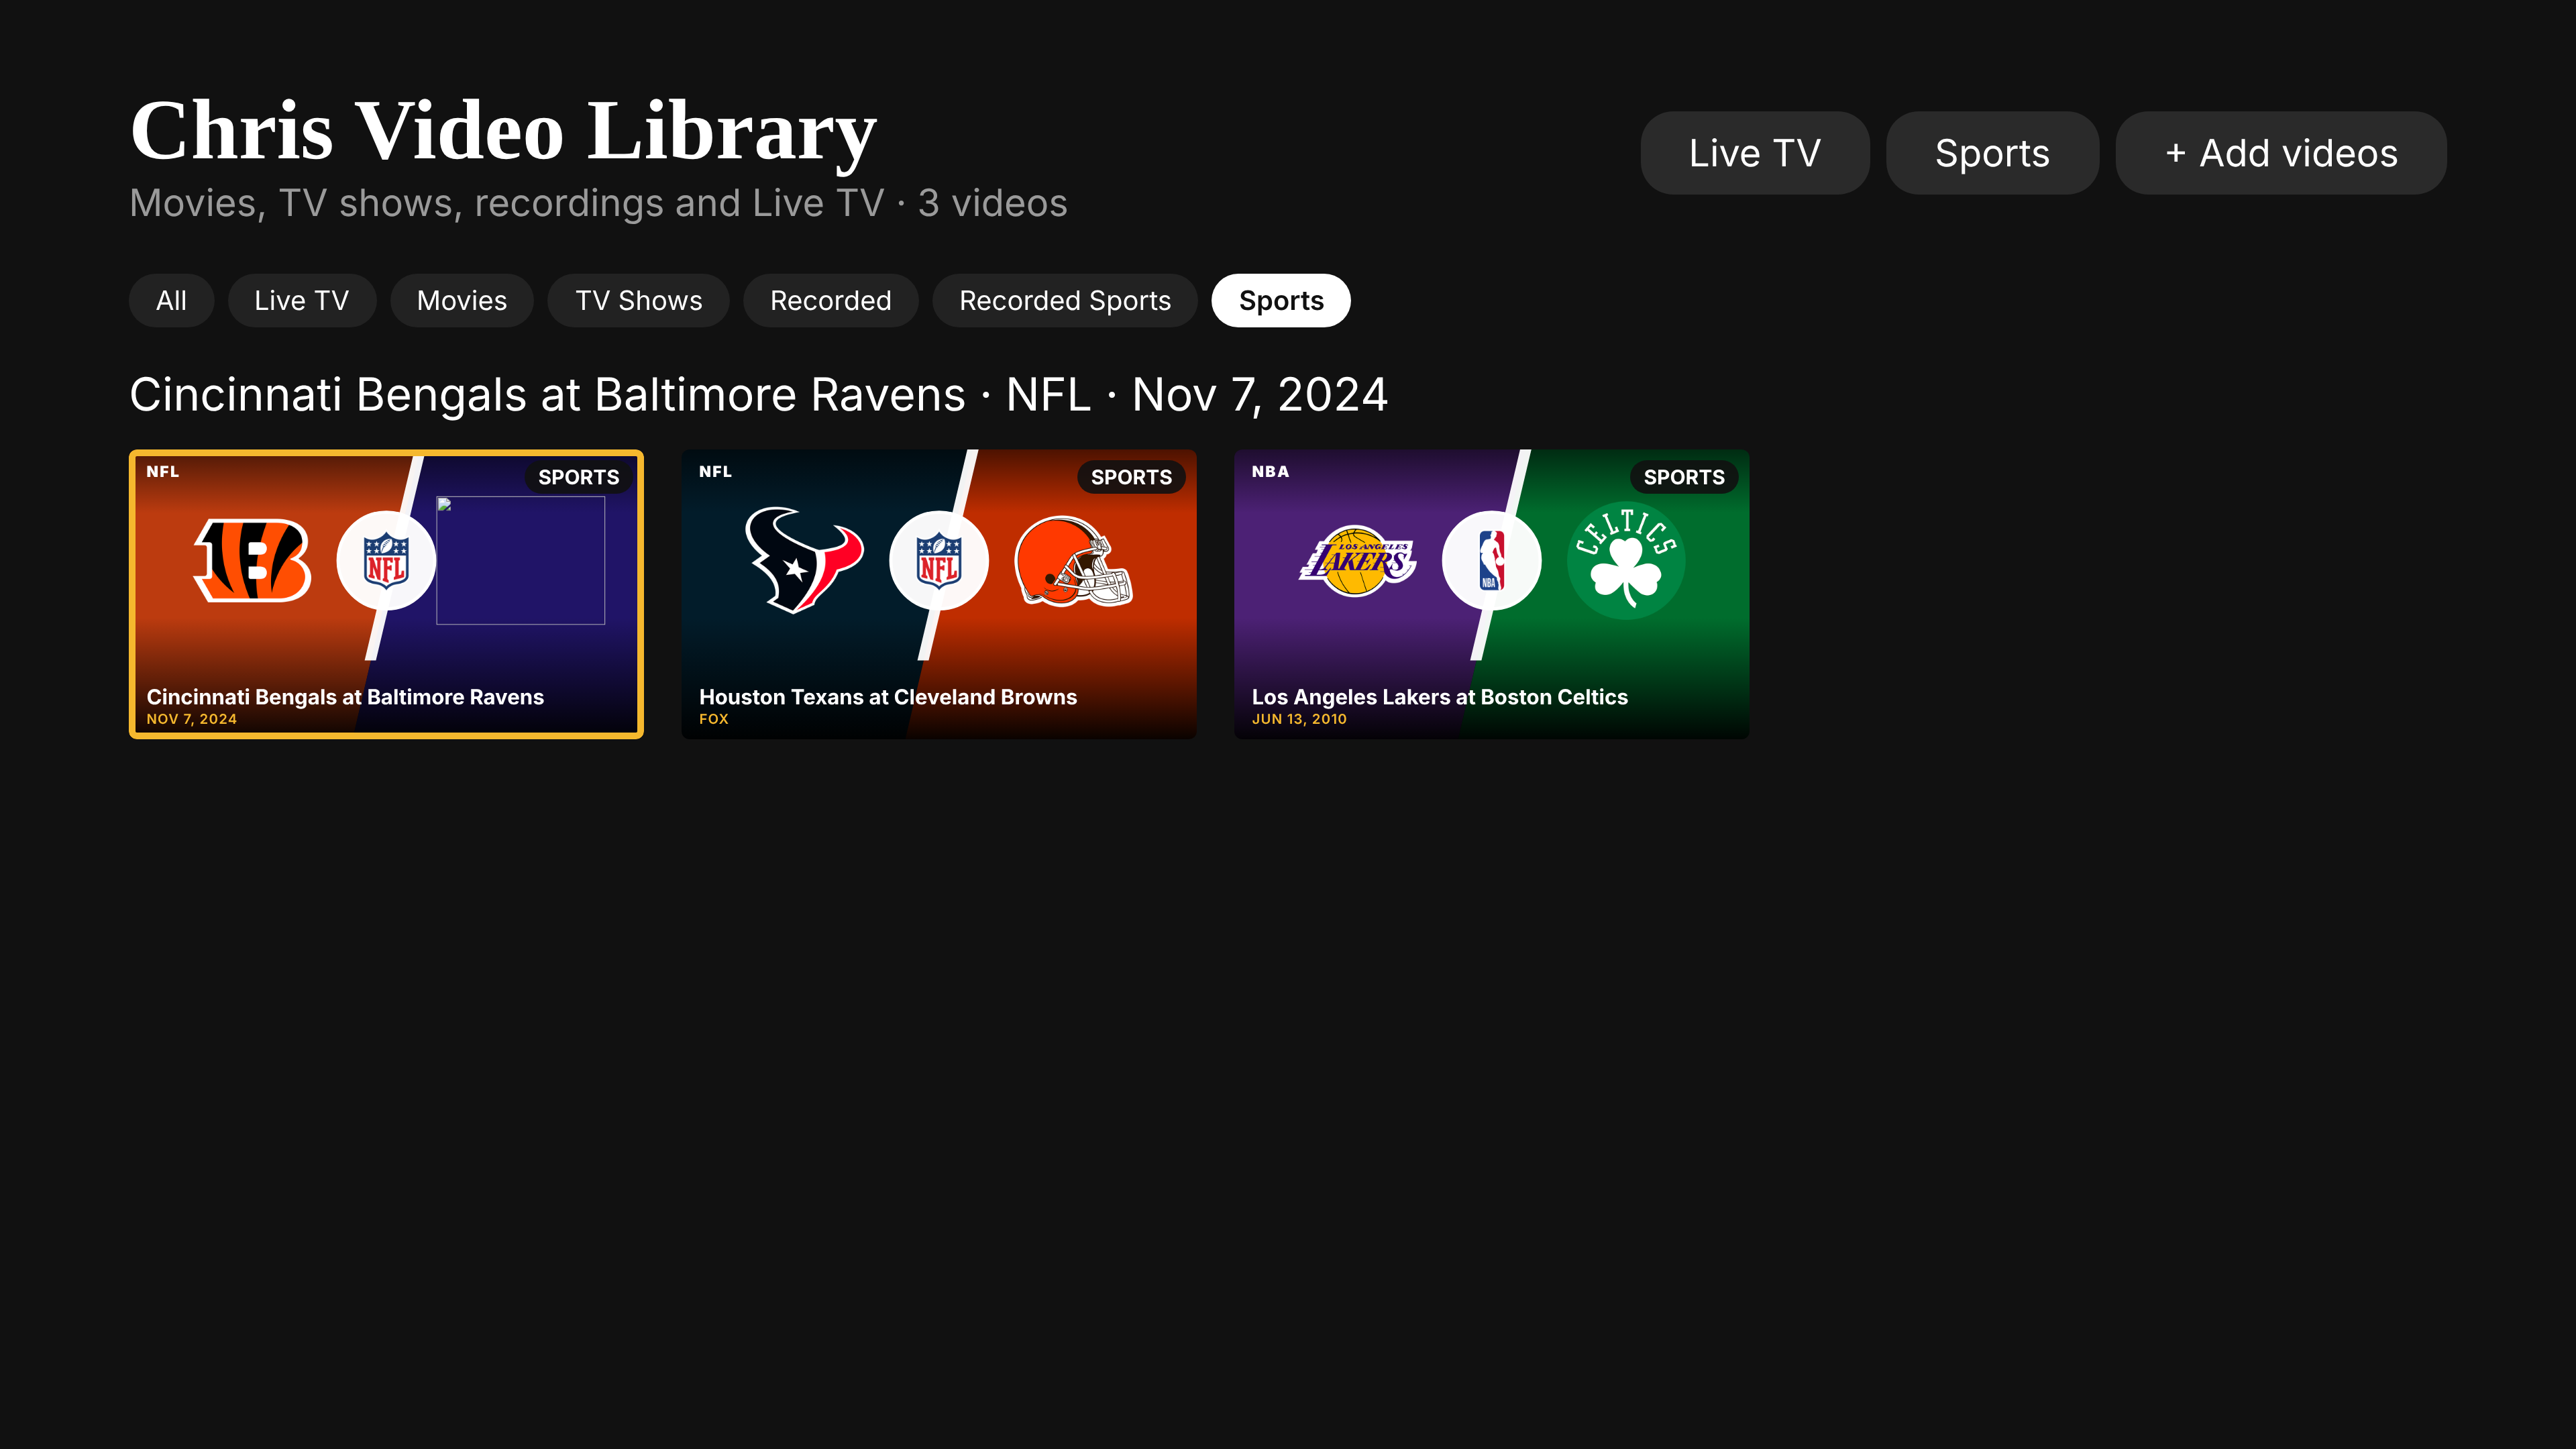 Chris Video Library
Movies, TV shows, recordings and Live TV · 3 videos
Live TV
Sports
+ Add videos
All
Live TV
Movies
TV Shows
Recorded
Recorded Sports
Sports
Cincinnati Bengals at Baltimore Ravens · NFL · Nov 7, 2024
NFL
SPORTS
B
NFL
Cincinnati Bengals at Baltimore Ravens
NOV 7, 2024
NFL
SPORTS
NFL
Houston Texans at Cleveland Browns
FOX
NBA
SPORTS
LOS ANGELES
LAKERS
NBA
CELTICS
Los Angeles Lakers at Boston Celtics
JUN 13, 2010